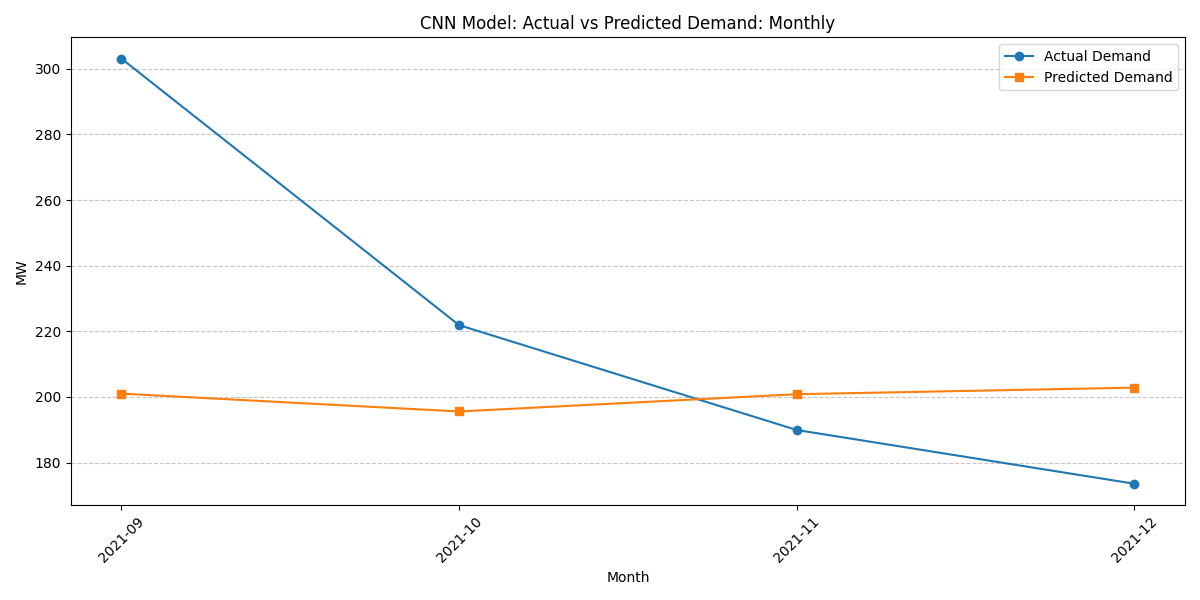 CNN Model: Actual vs Predicted Demand: Monthly
Actual Demand
Predicted Demand
MW
300
280
260
240
220
200
180
2021-09
2021-10
2021-11
2021-12
Month